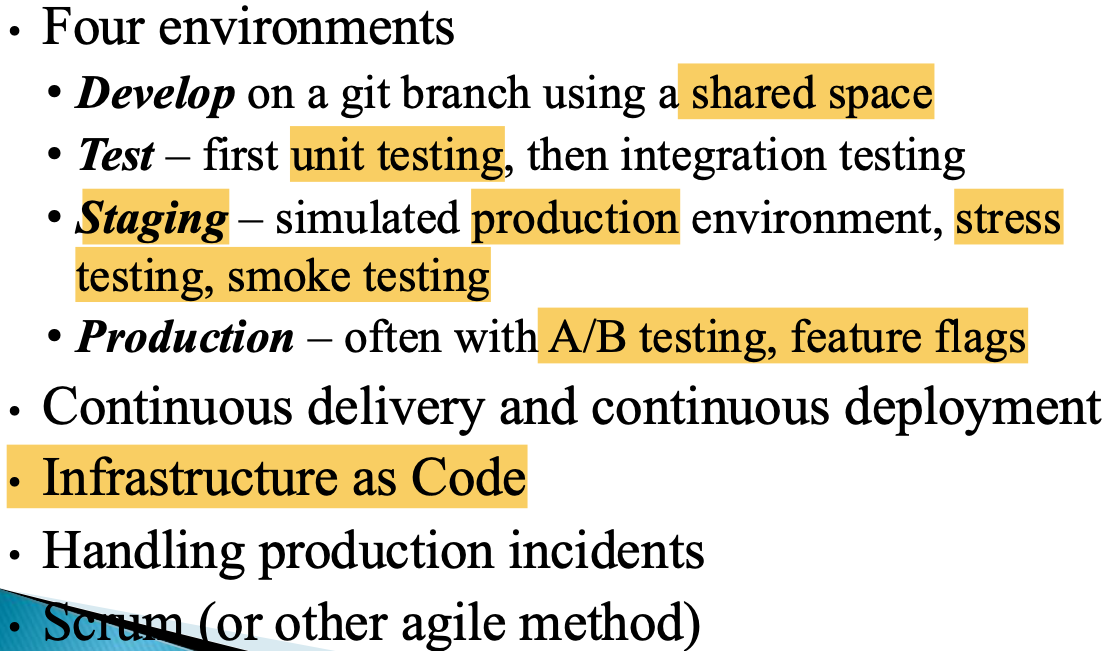 • Four environments
• Develop on a git branch using a shared space
• Test – first unit testing, then integration testing
• Staging – simulated production environment, stress
testing, smoke testing
• Production – often with A/B testing, feature flags
• Continuous delivery and continuous deployment
• Infrastructure as Code
• Handling production incidents
• Scrum (or other agile method)